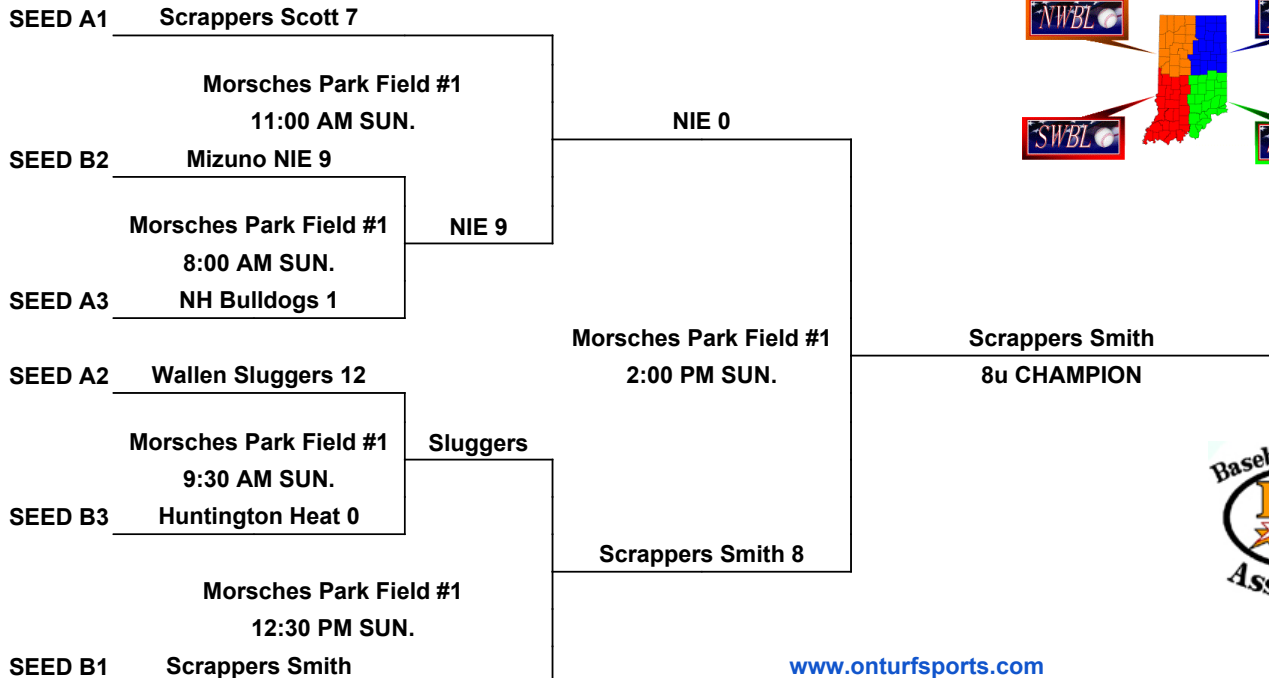 SEED A1 Scrappers Scott 7
NWBL
Morsches Park Field #1
11:00 AM SUN.
NIE 0
SWBL
SEED B2 Mizuno NIE 9
Morsches Park Field #1
NIE 9
8:00 AM SUN.
SEED A3 NH Bulldogs 1
Morsches Park Field #1
Scrappers Smith
SEED A2 Wallen Sluggers 12
2:00 PM SUN.
8u CHAMPION
Morsches Park Field #1
Sluggers
9:30 AM SUN.
SEED B3 Huntington Heat 0
Scrappers Smith 8
Morsches Park Field #1
12:30 PM SUN.
SEED B1 Scrappers Smith
www.onturfsports.com